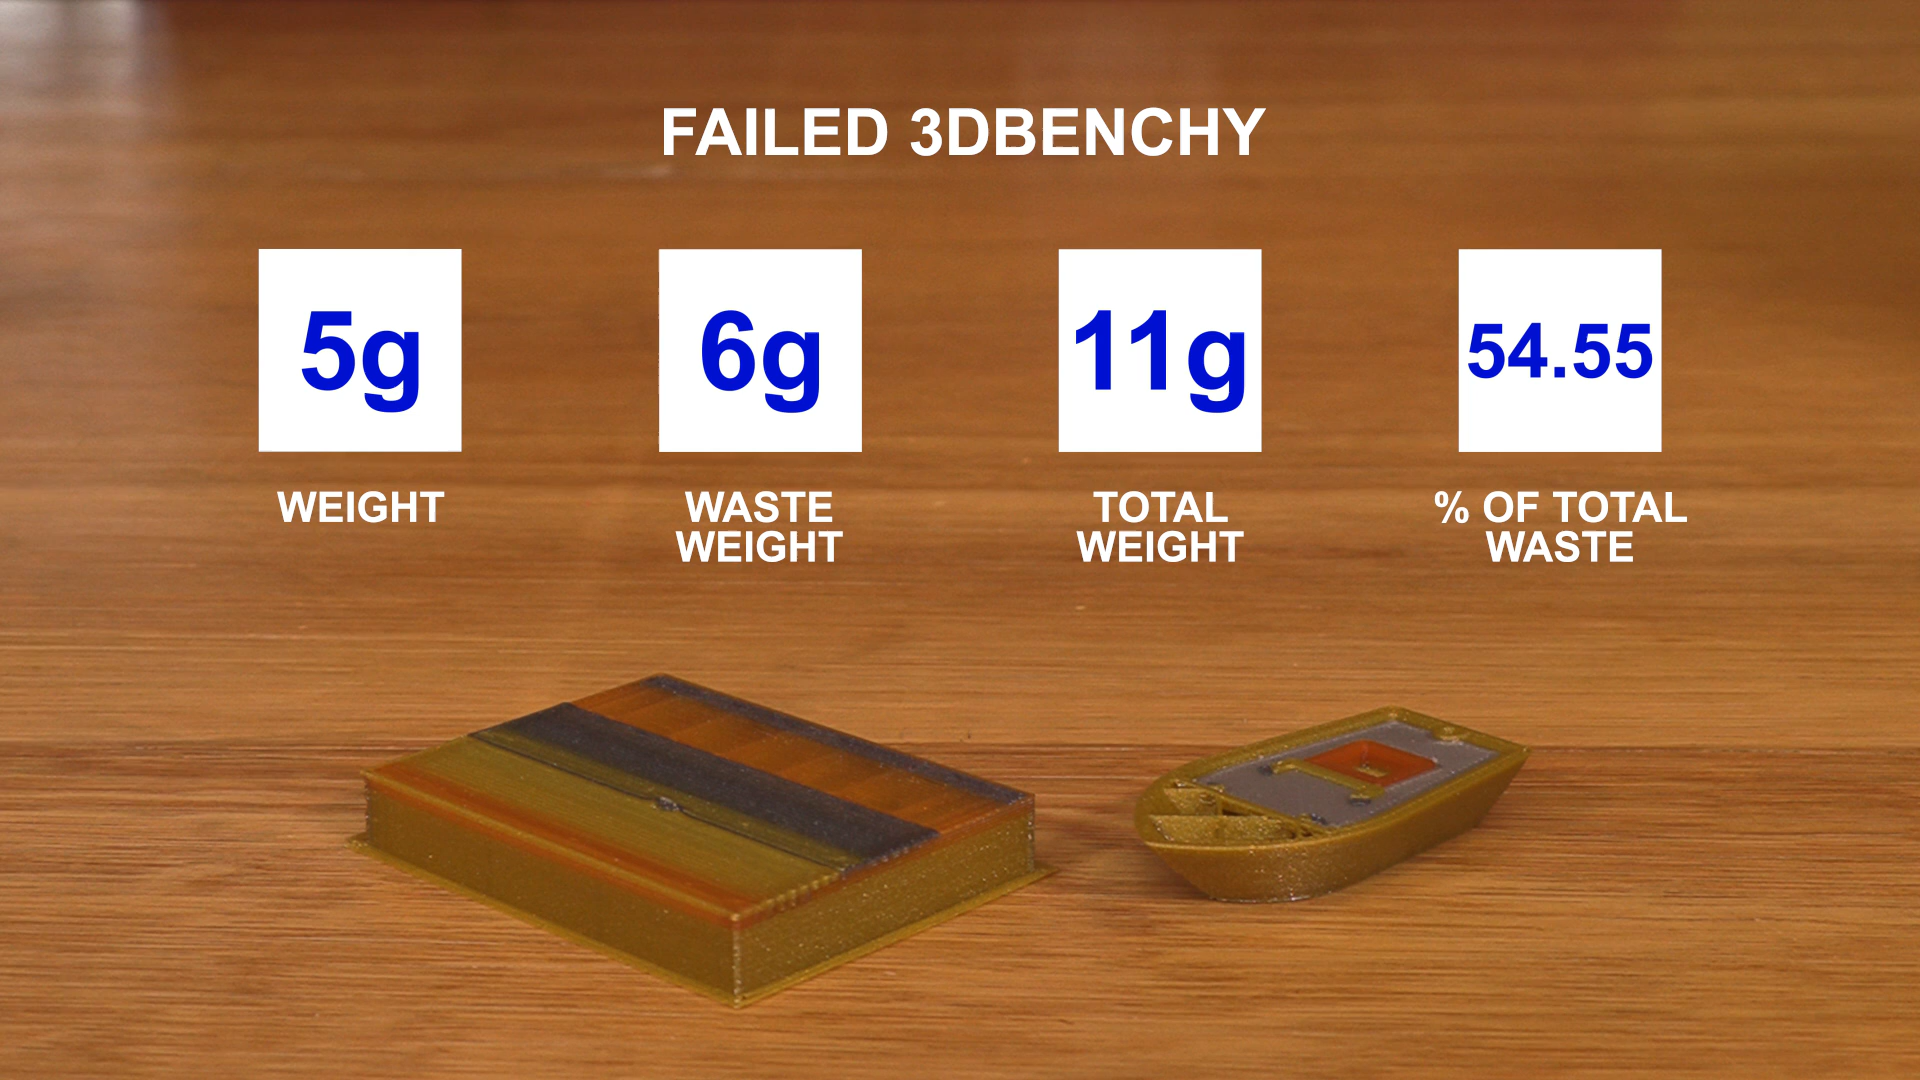 FAILED 3DBENCHY
5g
6g
11g
54.55
WEIGHT
WASTE
WEIGHT
TOTAL
WEIGHT
% OF TOTAL
WASTE